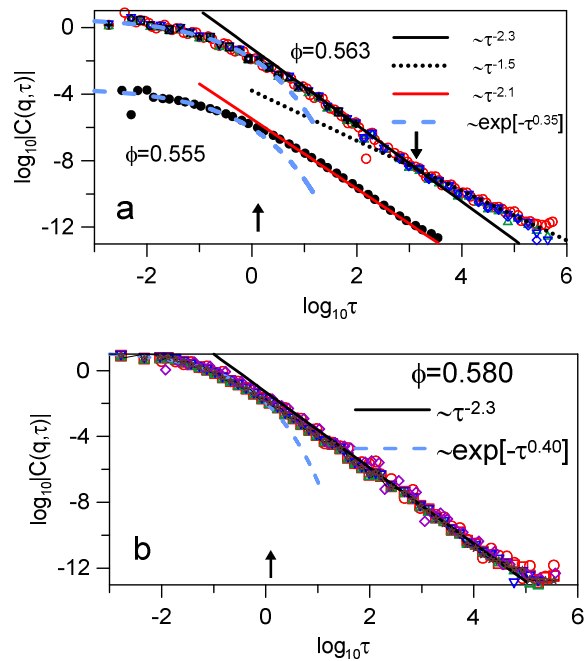 0
-4
-8
-12
log₁₀|C(q,τ)|
ϕ=0.563
~τ⁻²·³
~τ⁻¹·⁵
~τ⁻²·¹
~exp[-τ⁰·³⁵]
ϕ=0.555
a
-2 0 2 4 6
log₁₀τ
0
-4
-8
-12
log₁₀|C(q,τ)|
ϕ=0.580
~τ⁻²·³
~exp[-τ⁰·⁴⁰]
b
-2 0 2 4 6
log₁₀τ